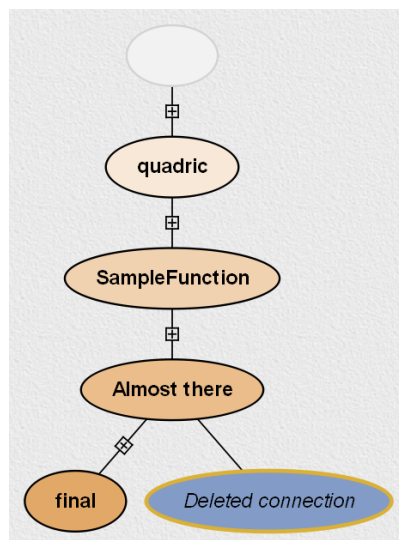 quadric
SampleFunction
Almost there
final
Deleted connection